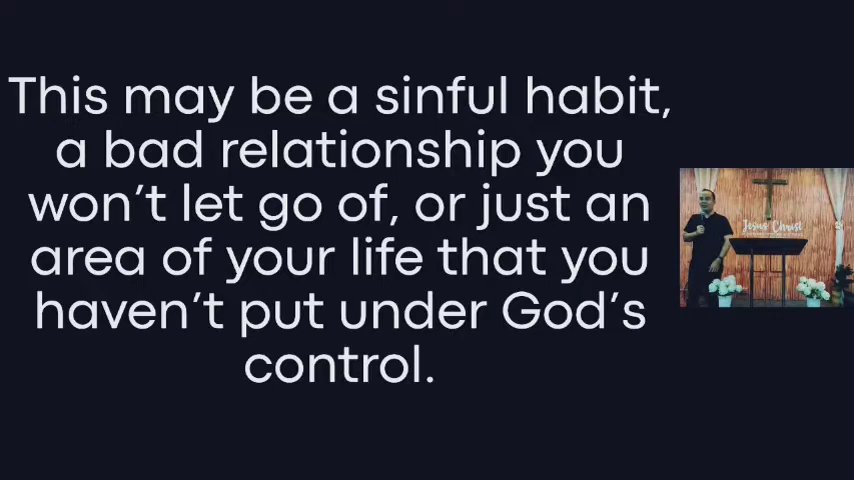 This may be a sinful habit,
a bad relationship you
won’t let go of, or just an
area of your life that you
haven’t put under God’s
control.
Jesus Christ